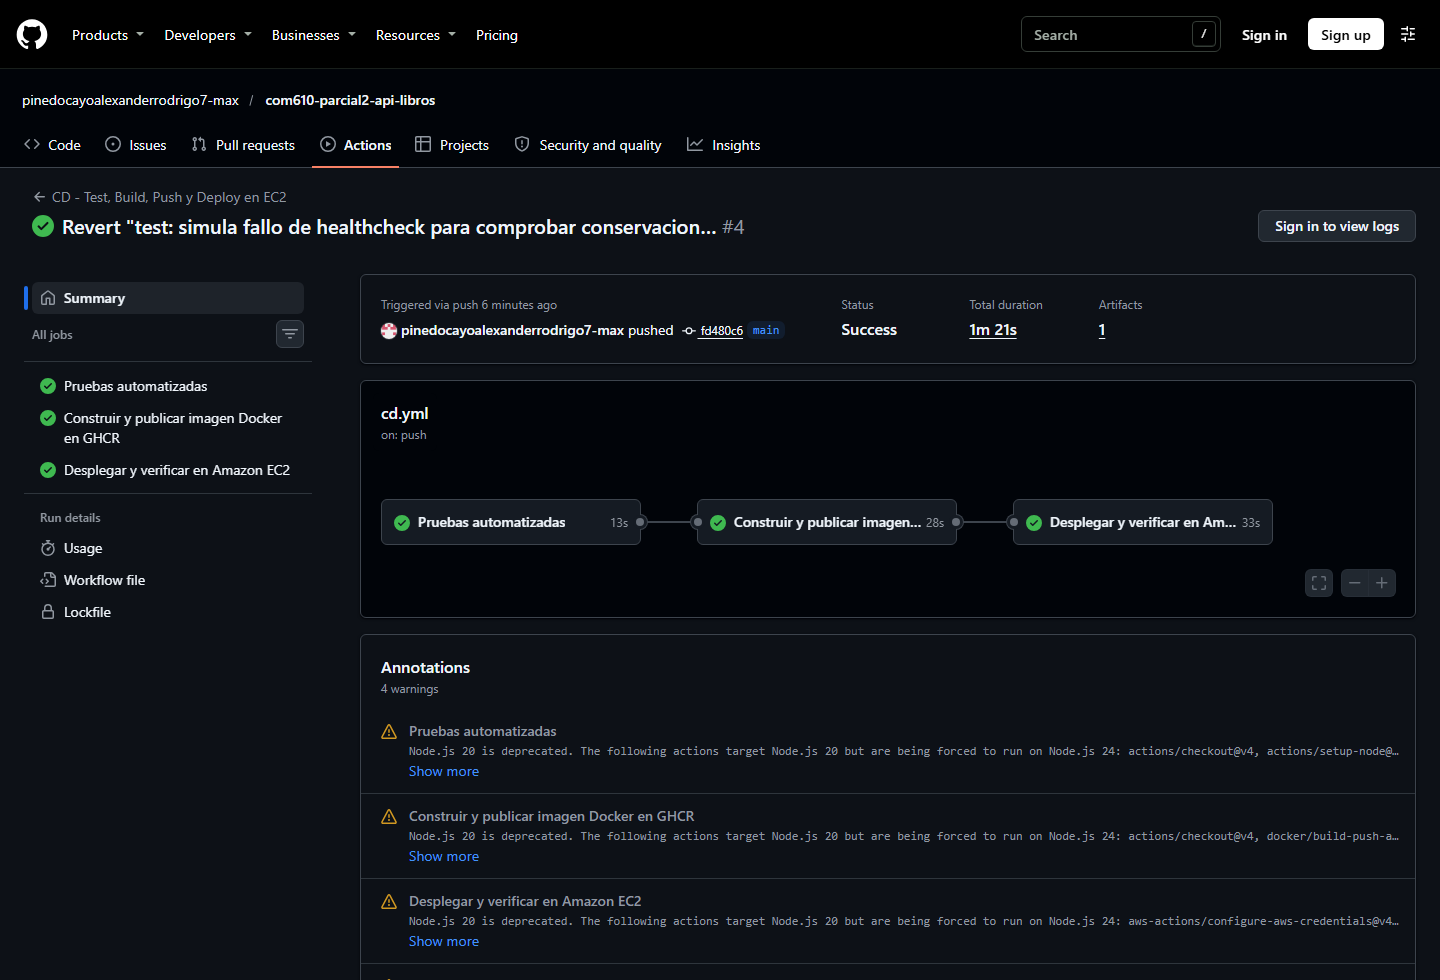 Products Developers Businesses Resources Pricing Search / Sign in Sign up
pinedocayoalexanderrodrigo7-max / com610-parcial2-api-libros
Code Issues Pull requests Actions Projects Security and quality Insights
← CD - Test, Build, Push y Deploy en EC2
Revert "test: simula fallo de healthcheck para comprobar conservacion... #4
Sign in to view logs
Summary
All jobs
Pruebas automatizadas
Construir y publicar imagen Docker
en GHCR
Desplegar y verificar en Amazon EC2
Run details
Usage
Workflow file
Lockfile
Triggered via push 6 minutes ago
pinedocayoalexanderrodrigo7-max pushed fd480c6 main
Status
Success
Total duration
1m 21s
Artifacts
1
cd.yml
on: push
Pruebas automatizadas 13s
Construir y publicar imagen... 28s
Desplegar y verificar en Am... 33s
Annotations
4 warnings
Pruebas automatizadas
Node.js 20 is deprecated. The following actions target Node.js 20 but are being forced to run on Node.js 24: actions/checkout@v4, actions/setup-node@…
Show more
Construir y publicar imagen Docker en GHCR
Node.js 20 is deprecated. The following actions target Node.js 20 but are being forced to run on Node.js 24: actions/checkout@v4, docker/build-push-a…
Show more
Desplegar y verificar en Amazon EC2
Node.js 20 is deprecated. The following actions target Node.js 20 but are being forced to run on Node.js 24: aws-actions/configure-aws-credentials@v4…
Show more